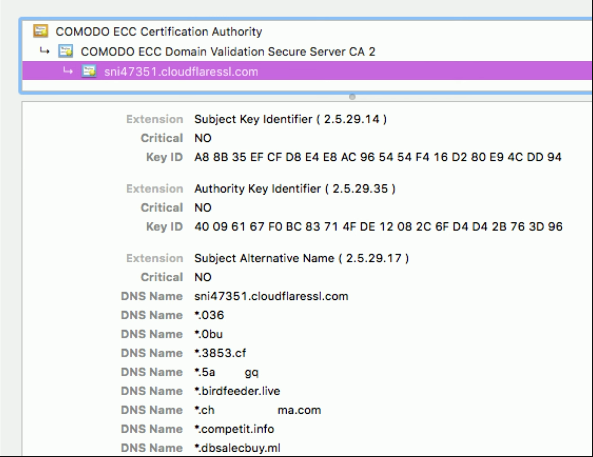 COMODO ECC Certification Authority
COMODO ECC Domain Validation Secure Server CA 2
sni47351.cloudflaressl.com
Extension Subject Key Identifier ( 2.5.29.14 )
Critical NO
Key ID A8 8B 35 EF CF D8 E4 E8 AC 96 54 54 F4 16 D2 80 E9 4C DD 94
Extension Authority Key Identifier ( 2.5.29.35 )
Critical NO
Key ID 40 09 61 67 F0 BC 83 71 4F DE 12 08 2C 6F D4 D4 2B 76 3D 96
Extension Subject Alternative Name ( 2.5.29.17 )
Critical NO
DNS Name sni47351.cloudflaressl.com
DNS Name *.036
DNS Name *.0bu
DNS Name *.3853.cf
DNS Name *.5a gq
DNS Name *.birdfeeder.live
DNS Name *.ch ma.com
DNS Name *.competit.info
DNS Name *.dbsalecbuy.ml